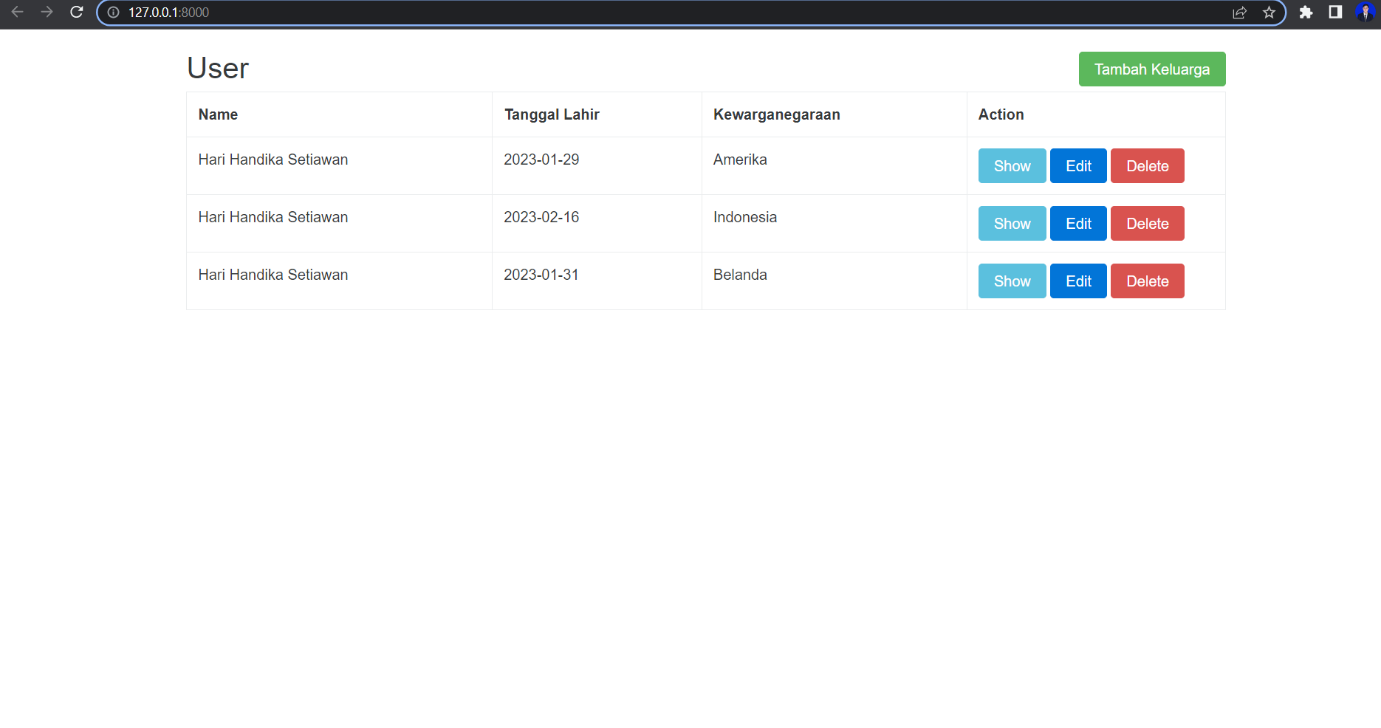 127.0.0.1:8000
User
Tambah Keluarga
Name Tanggal Lahir Kewarganegaraan Action
Hari Handika Setiawan 2023-01-29 Amerika Show Edit Delete
Hari Handika Setiawan 2023-02-16 Indonesia Show Edit Delete
Hari Handika Setiawan 2023-01-31 Belanda Show Edit Delete